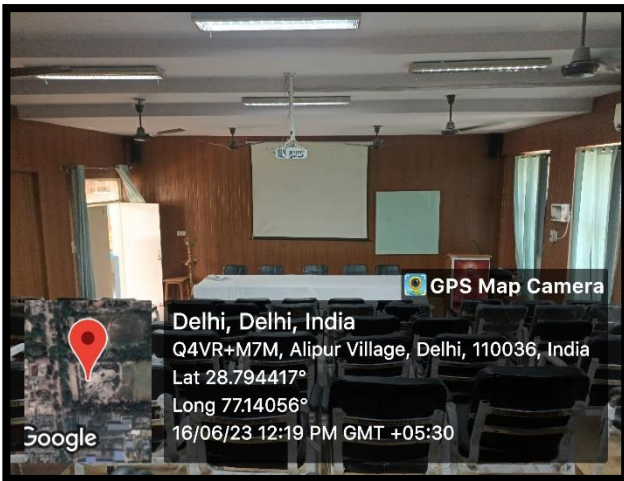 GPS Map Camera
Delhi, Delhi, India
Q4VR+M7M, Alipur Village, Delhi, 110036, India
Lat 28.794417°
Long 77.14056°
16/06/23 12:19 PM GMT +05:30
Google